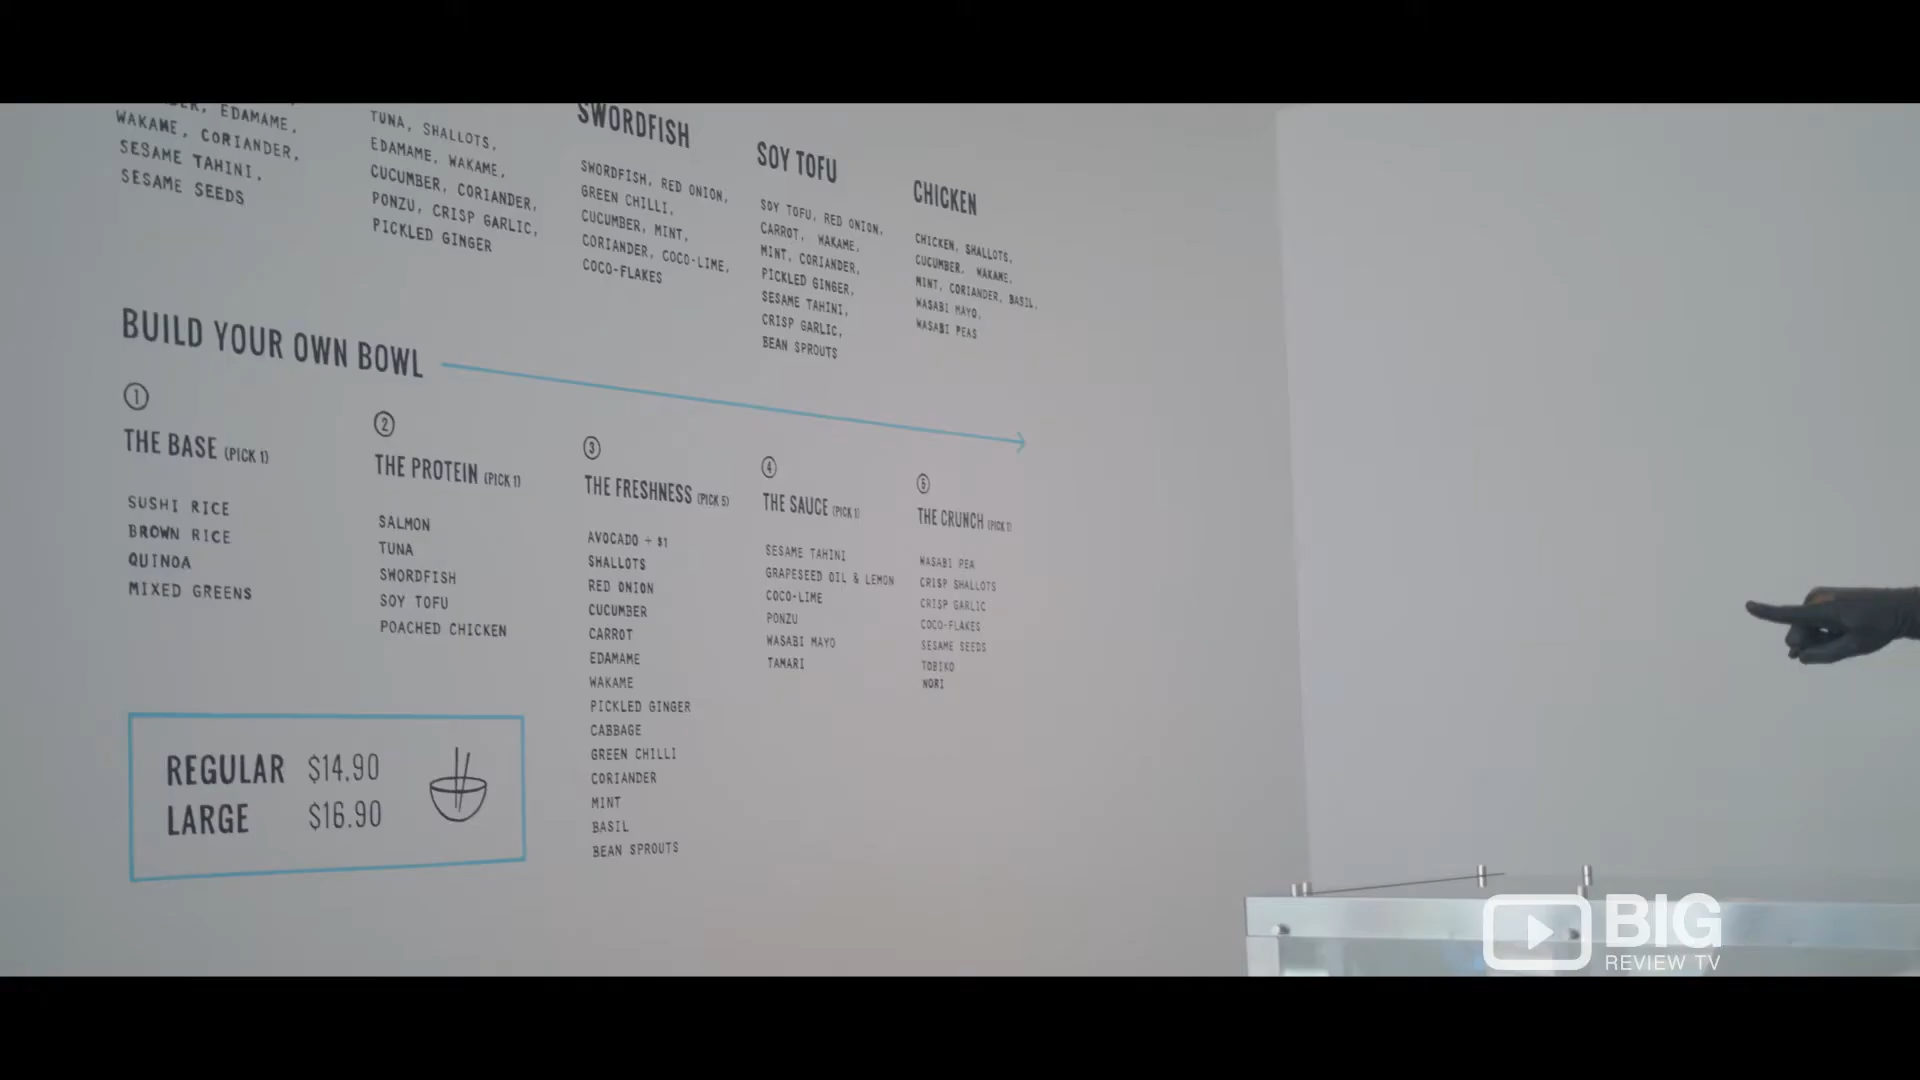 EDAMAME,
WAKAME, CORIANDER,
SESAME TAHINI,
SESAME SEEDS
TUNA, SHALLOTS,
EDAMAME, WAKAME,
CUCUMBER, CORIANDER,
PONZU, CRISP GARLIC,
PICKLED GINGER
SWORDFISH
SWORDFISH, RED ONION,
GREEN CHILLI,
CUCUMBER, MINT,
CORIANDER, COCO-LIME,
COCO-FLAKES
SOY TOFU
SOY TOFU, RED ONION,
CARROT, WAKAME,
MINT, CORIANDER,
PICKLED GINGER,
SESAME TAHINI,
CRISP GARLIC,
BEAN SPROUTS
CHICKEN
CHICKEN, SHALLOTS,
CUCUMBER, WAKAME,
MINT, CORIANDER, BASIL,
WASABI MAYO,
WASABI PEAS
BUILD YOUR OWN BOWL
1
THE BASE (PICK 1)
SUSHI RICE
BROWN RICE
QUINOA
MIXED GREENS
2
THE PROTEIN (PICK 1)
SALMON
TUNA
SWORDFISH
SOY TOFU
POACHED CHICKEN
3
THE FRESHNESS (PICK 5)
AVOCADO + $1
SHALLOTS
RED ONION
CUCUMBER
CARROT
EDAMAME
WAKAME
PICKLED GINGER
CABBAGE
GREEN CHILLI
CORIANDER
MINT
BASIL
BEAN SPROUTS
4
THE SAUCE (PICK 1)
SESAME TAHINI
GRAPESEED OIL & LEMON
COCO-LIME
PONZU
WASABI MAYO
TAMARI
5
THE CRUNCH (PICK 1)
WASABI PEA
CRISP SHALLOTS
CRISP GARLIC
COCO-FLAKES
SESAME SEEDS
TOBIKO
NORI
REGULAR $14.90
LARGE $16.90
BIG
REVIEW TV